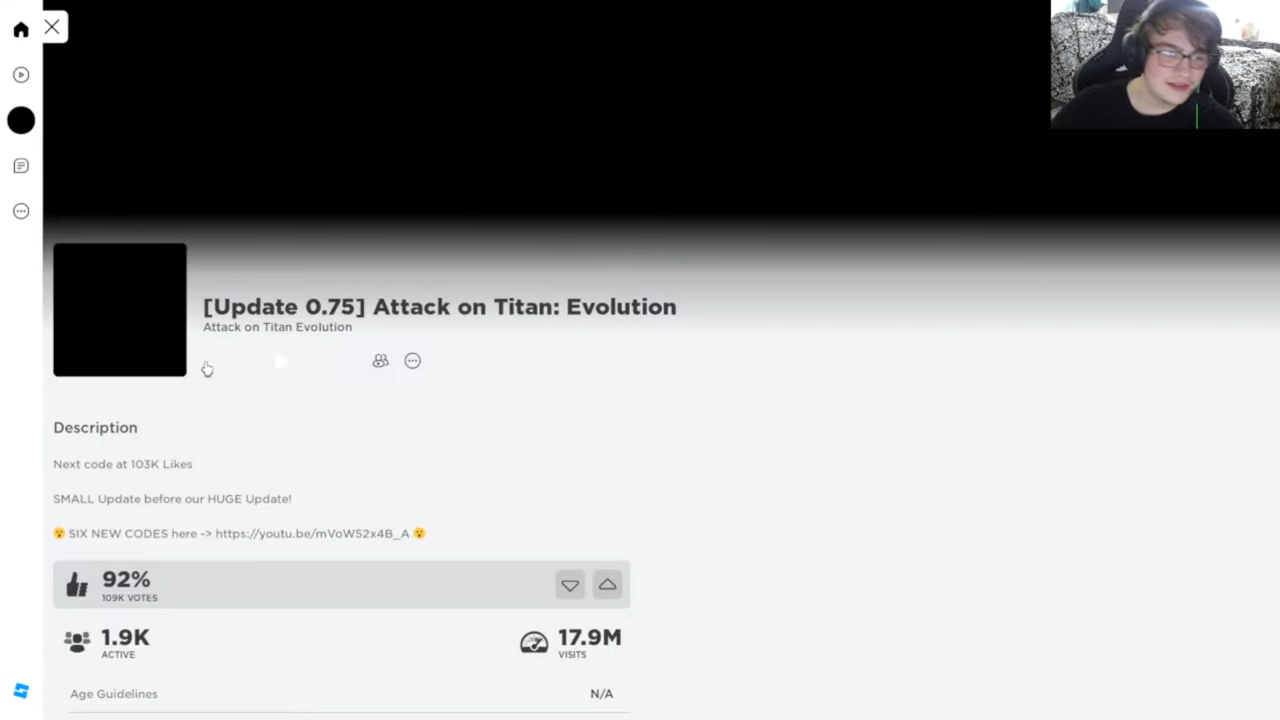 [Update 0.75] Attack on Titan: Evolution
Attack on Titan Evolution
Description
Next code at 103K Likes
SMALL Update before our HUGE Update!
😮 SIX NEW CODES here -> https://youtu.be/mVoW52x4B_A 😮
92%
109K VOTES
1.9K
ACTIVE
17.9M
VISITS
Age Guidelines N/A